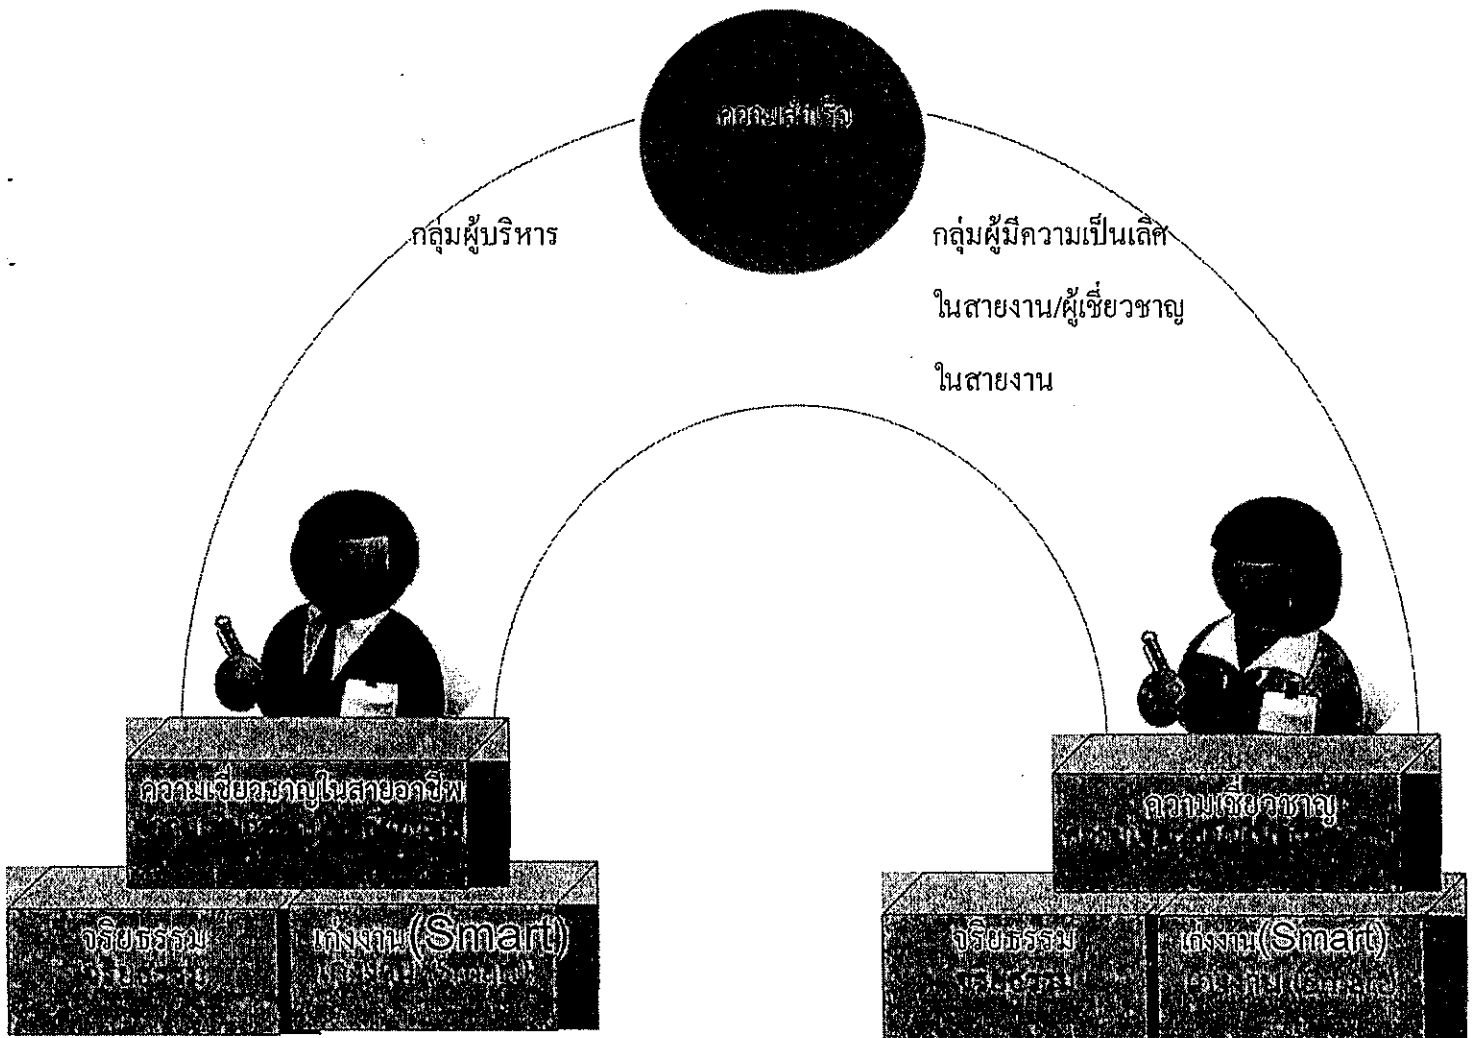 ความสำเร็จ
กลุ่มผู้บริหาร
กลุ่มผู้มีความเป็นเลิศ
ในสายงาน/ผู้เชี่ยวชาญ
ในสายงาน
ความเชี่ยวชาญในสายอาชีพ
ความเชี่ยวชาญ
จริยธรรม
เก่งงาน(Smart)
จริยธรรม
เก่งงาน(Smart)